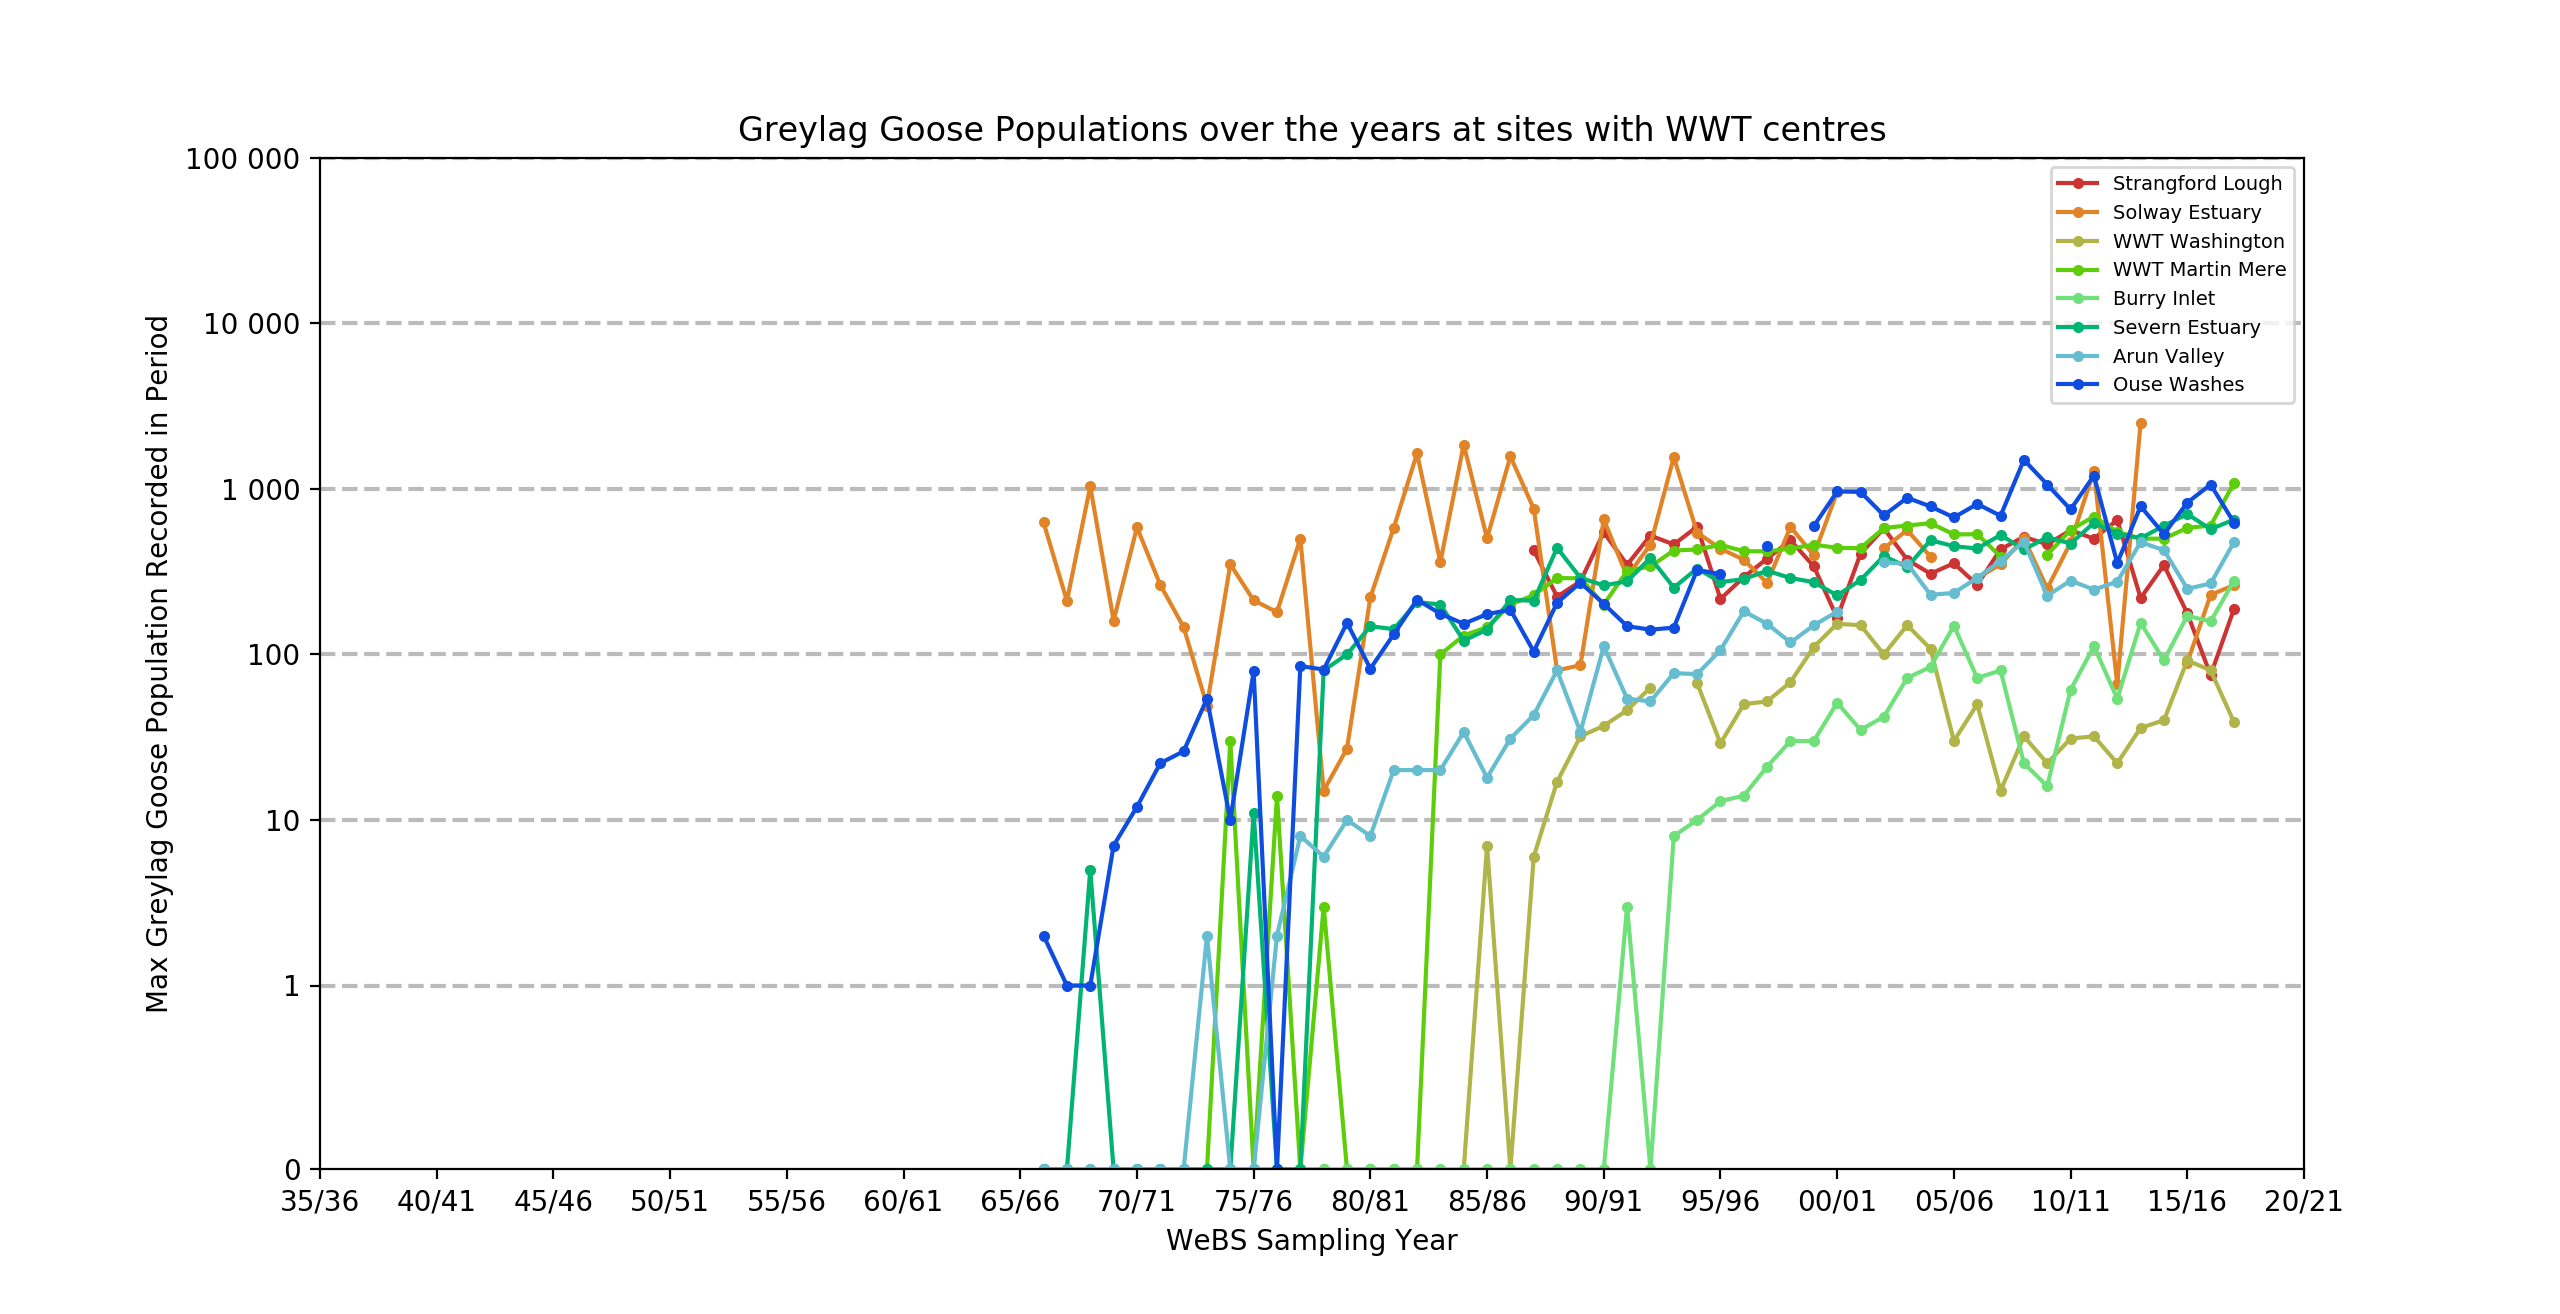 Greylag Goose Populations over the years at sites with WWT centres
Max Greylag Goose Population Recorded in Period
100 000
10 000
1 000
100
10
1
0
Strangford Lough
Solway Estuary
WWT Washington
WWT Martin Mere
Burry Inlet
Severn Estuary
Arun Valley
Ouse Washes
35/36 40/41 45/46 50/51 55/56 60/61 65/66 70/71 75/76 80/81 85/86 90/91 95/96 00/01 05/06 10/11 15/16 20/21
WeBS Sampling Year